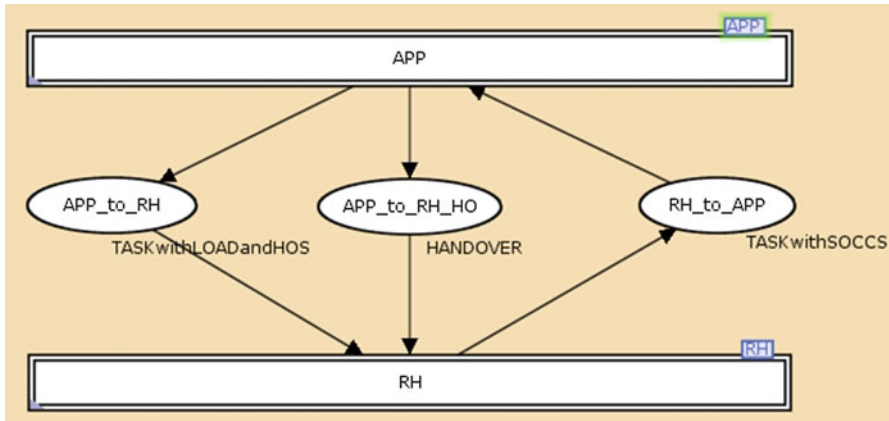 APP
APP
APP_to_RH
APP_to_RH_HO
RH_to_APP
TASKwithLOADandHOS
HANDOVER
TASKwithSOCCS
RH
RH